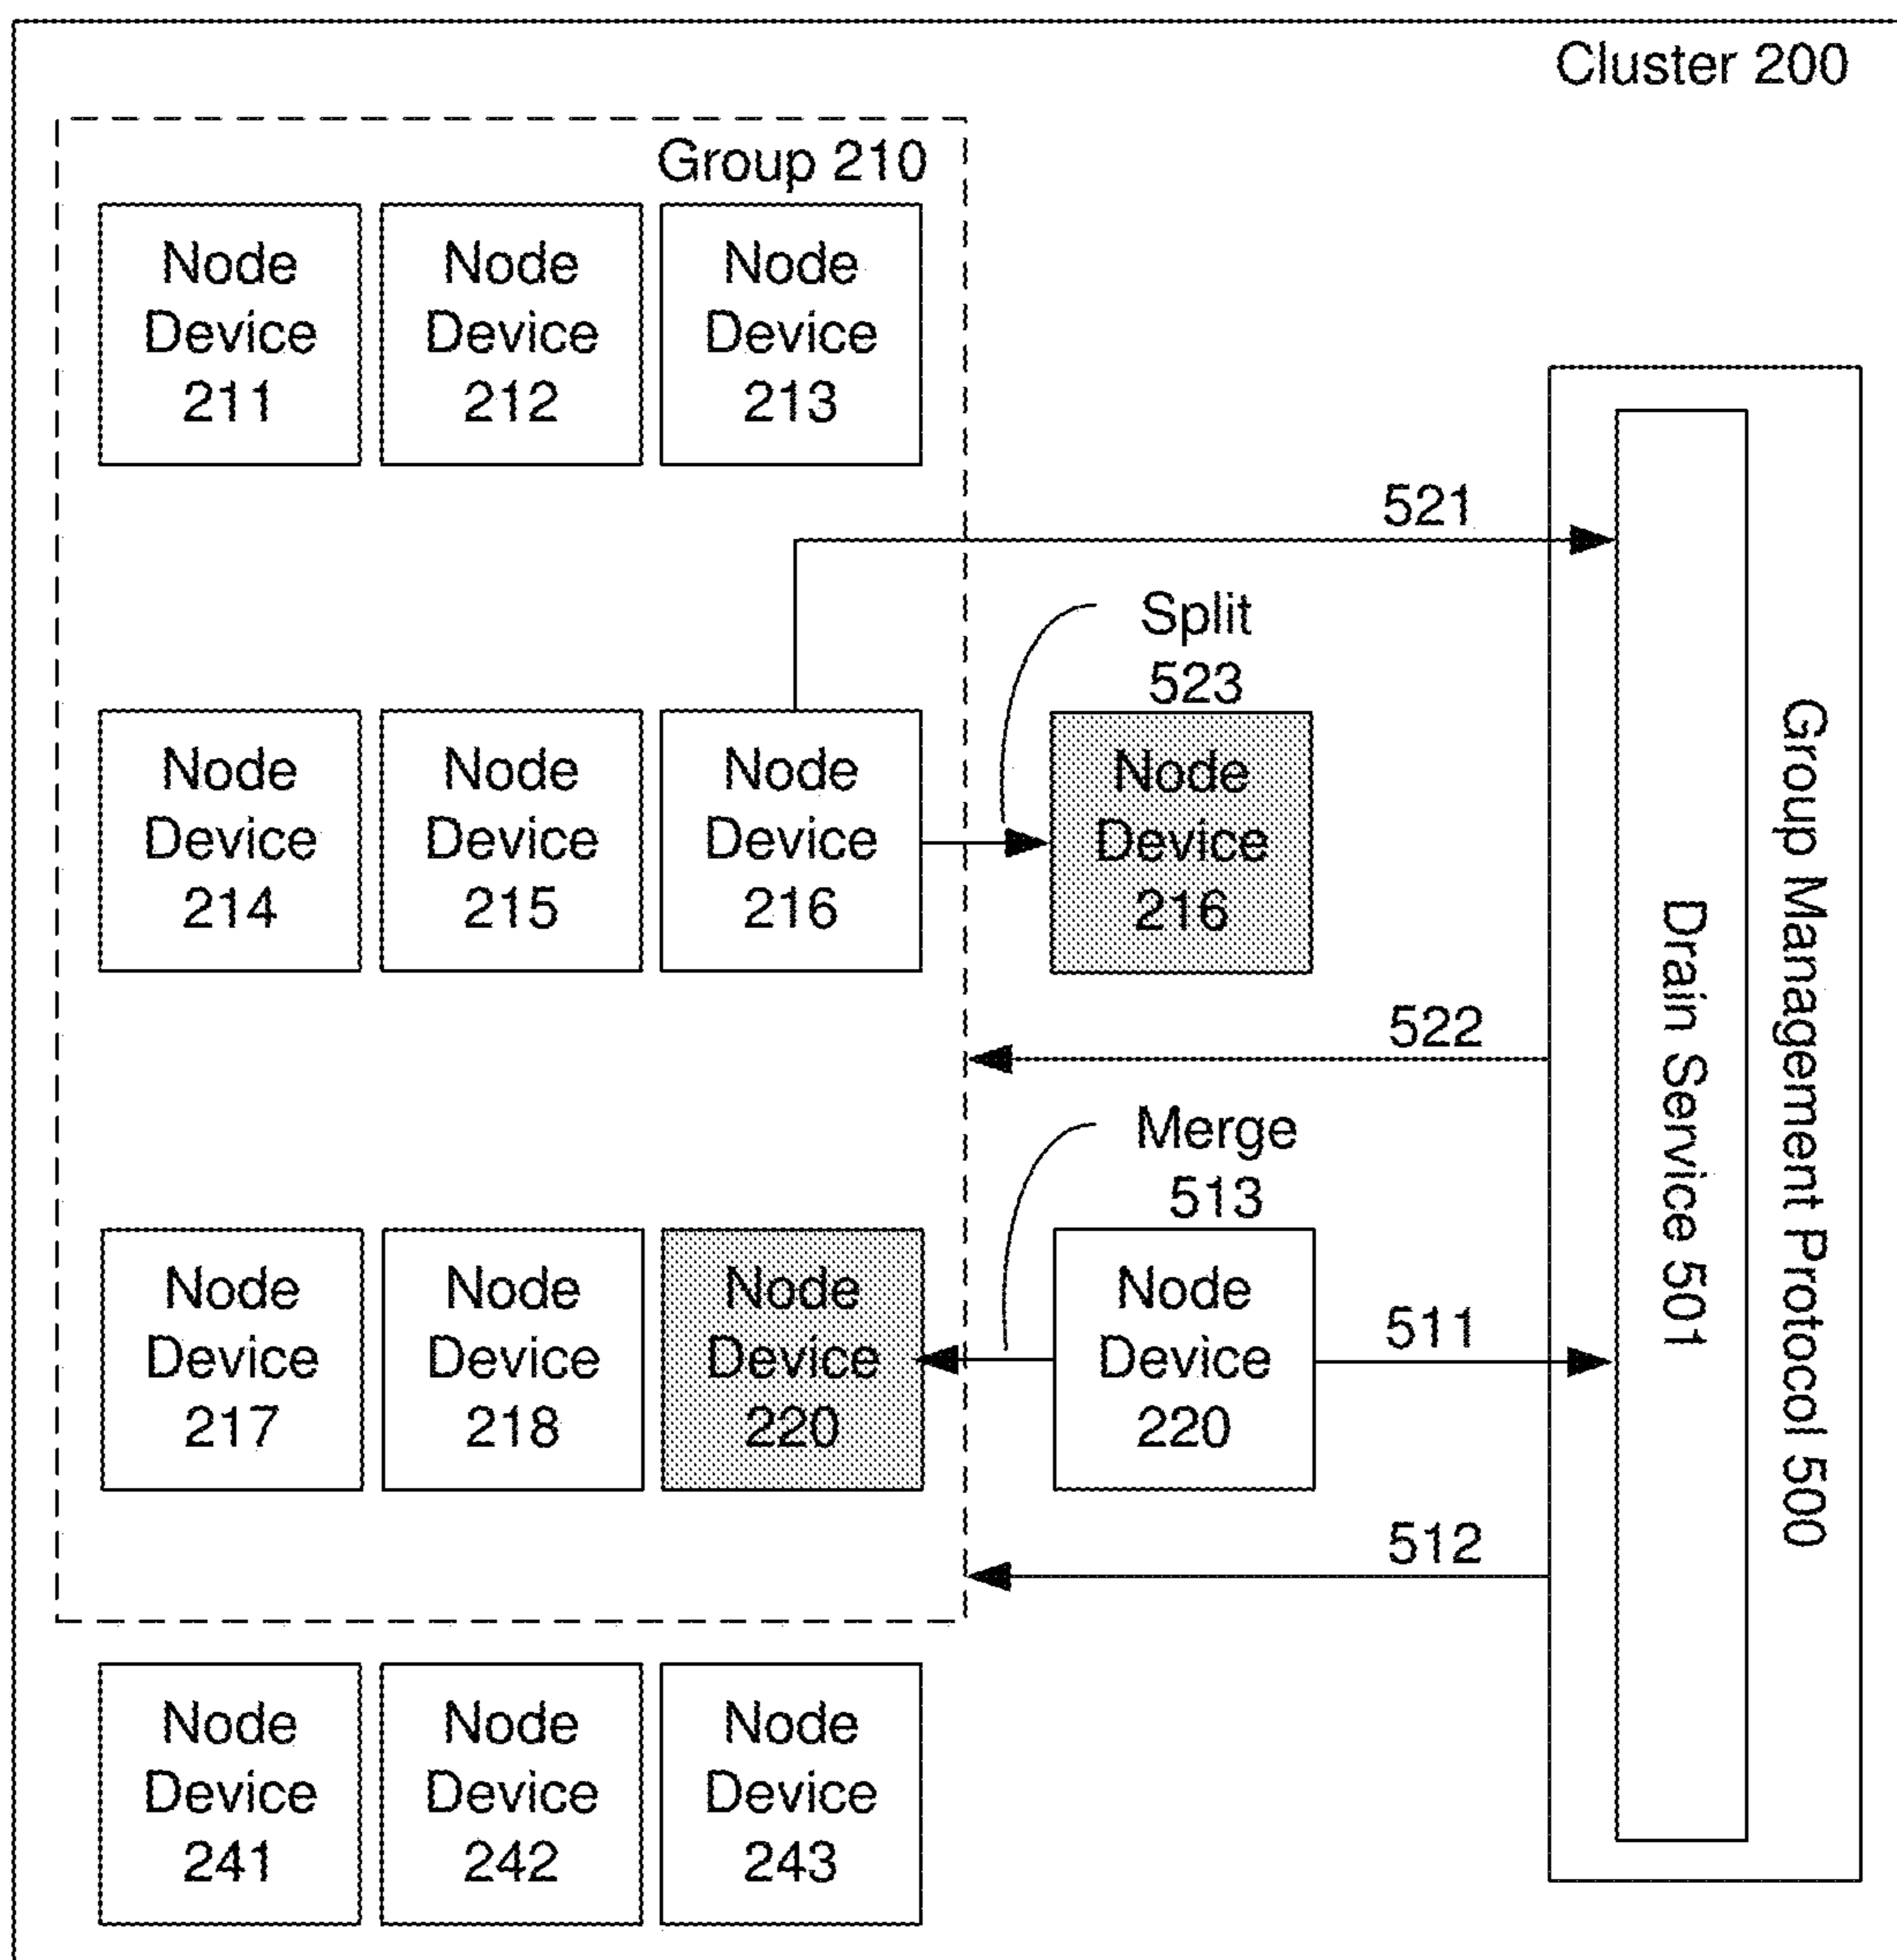 Cluster 200
Group 210
Node
Device
211
Node
Device
212
Node
Device
213
521
Split
523
Node
Device
214
Node
Device
215
Node
Device
216
Node
Device
216
522
Merge
513
Node
Device
217
Node
Device
218
Node
Device
220
Node
Device
220
511
512
Node
Device
241
Node
Device
242
Node
Device
243
Drain Service 501
Group Management Protocol 500